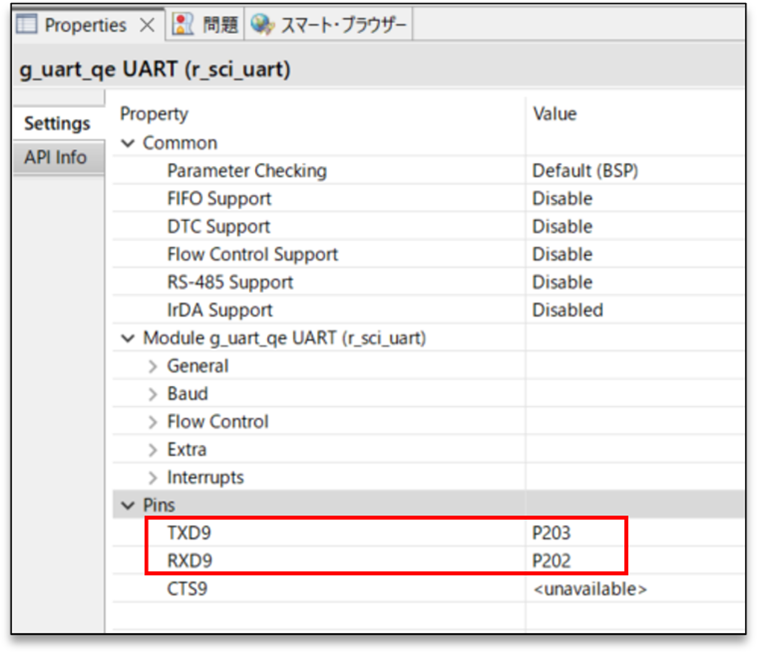 Properties 問題 スマート・ブラウザー
g_uart_qe UART (r_sci_uart)
Settings
API Info
Property Value
Common
Parameter Checking Default (BSP)
FIFO Support Disable
DTC Support Disable
Flow Control Support Disable
RS-485 Support Disable
IrDA Support Disabled
Module g_uart_qe UART (r_sci_uart)
General
Baud
Flow Control
Extra
Interrupts
Pins
TXD9 P203
RXD9 P202
CTS9 <unavailable>